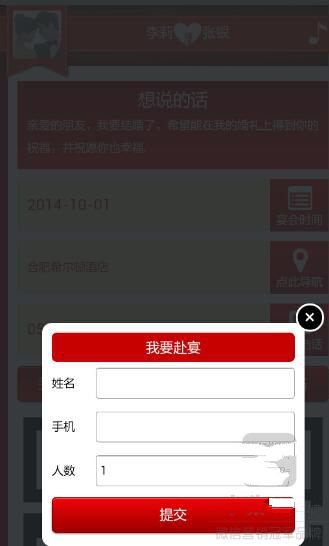 李莉 张银
想说的话
亲爱的朋友，我要结婚了，希望能在我的婚礼上得到你的
祝福，并祝愿你也幸福.
2014-10-01
宴会时间
合肥希尔顿酒店
点此导航
05
话
我要赴宴
姓名
手机
人数
1
提交
微信营销冠军品牌